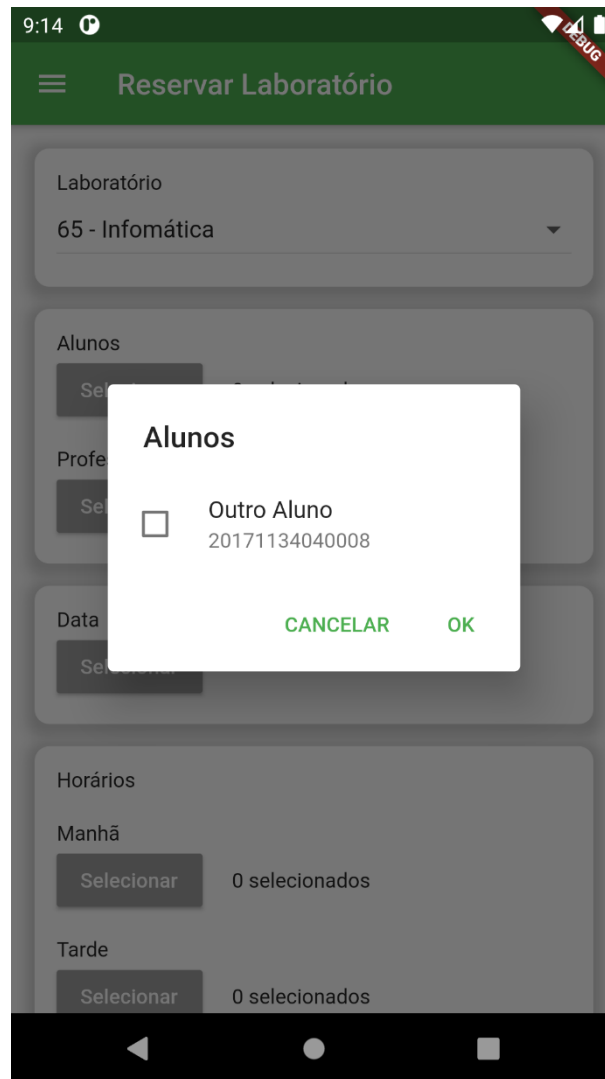 9:14
DEBUG
Reservar Laboratório
Laboratório
65 - Infomática
Alunos
Alunos
Outro Aluno
20171134040008
CANCELAR OK
Data
Horários
Manhã
Selecionar 0 selecionados
Tarde
Selecionar 0 selecionados